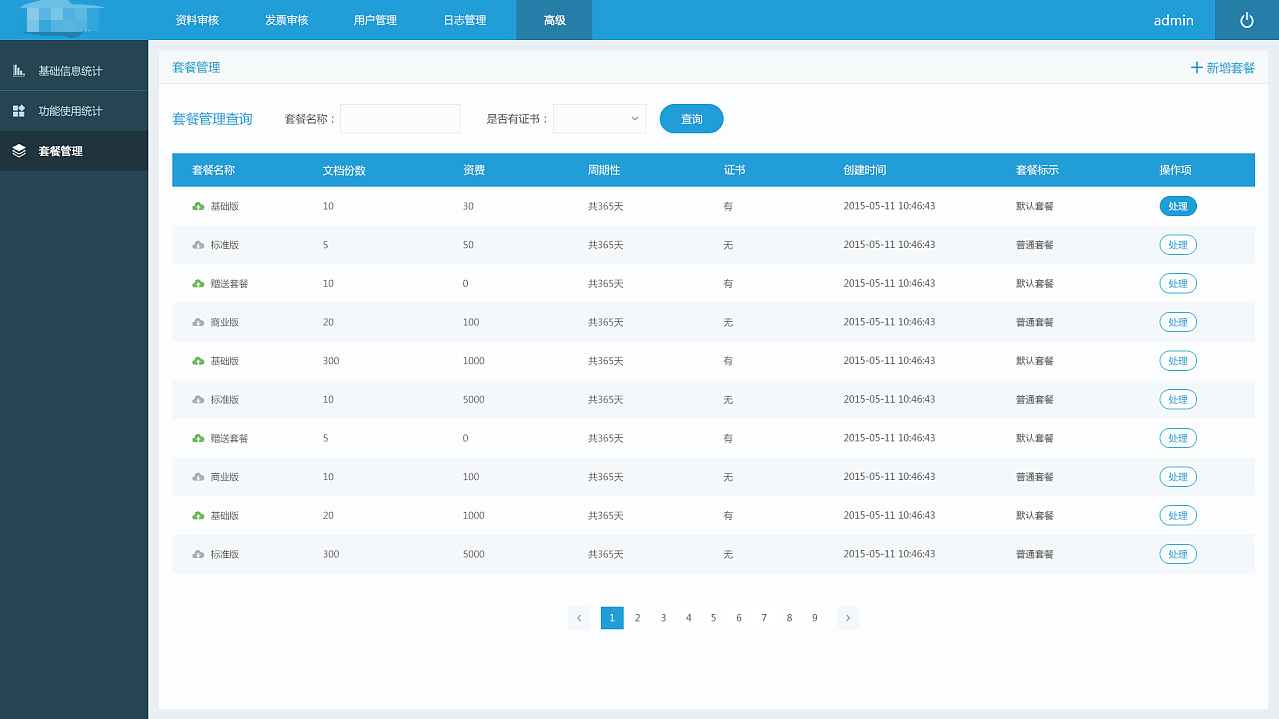 资料审核 发票审核 用户管理 日志管理 高级 admin
基础信息统计
功能使用统计
套餐管理
套餐管理 新增套餐
套餐管理查询 套餐名称： 是否有证书： 查询
套餐名称 文档份数 资费 周期性 证书 创建时间 套餐标示 操作项
基础版 10 30 共365天 有 2015-05-11 10:46:43 默认套餐 处理
标准版 5 50 共365天 无 2015-05-11 10:46:43 普通套餐 处理
赠送套餐 10 0 共365天 有 2015-05-11 10:46:43 默认套餐 处理
商业版 20 100 共365天 无 2015-05-11 10:46:43 普通套餐 处理
基础版 300 1000 共365天 有 2015-05-11 10:46:43 默认套餐 处理
标准版 10 5000 共365天 无 2015-05-11 10:46:43 普通套餐 处理
赠送套餐 5 0 共365天 有 2015-05-11 10:46:43 默认套餐 处理
商业版 10 100 共365天 无 2015-05-11 10:46:43 普通套餐 处理
基础版 20 1000 共365天 有 2015-05-11 10:46:43 默认套餐 处理
标准版 300 5000 共365天 无 2015-05-11 10:46:43 普通套餐 处理
1 2 3 4 5 6 7 8 9